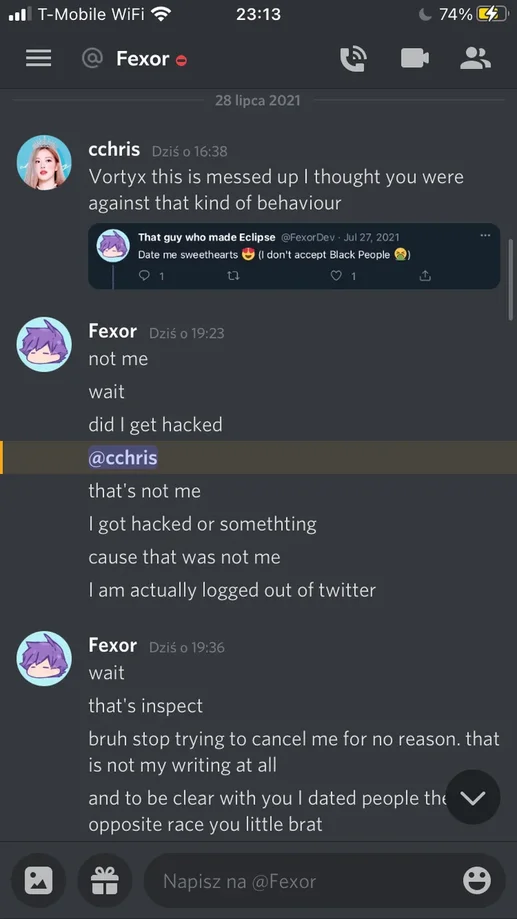 T-Mobile WiFi 23:13 74%
@ Fexor
28 lipca 2021
cchris Dziś o 16:38
Vortyx this is messed up I thought you were
against that kind of behaviour
That guy who made Eclipse @FexorDev · Jul 27, 2021 ...
Date me sweethearts 😍 (I don't accept Black People 🤮)
1 1
Fexor Dziś o 19:23
not me
wait
did I get hacked
@cchris
that's not me
I got hacked or somethting
cause that was not me
I am actually logged out of twitter
Fexor Dziś o 19:36
wait
that's inspect
bruh stop trying to cancel me for no reason. that
is not my writing at all
and to be clear with you I dated people the
opposite race you little brat
Napisz na @Fexor